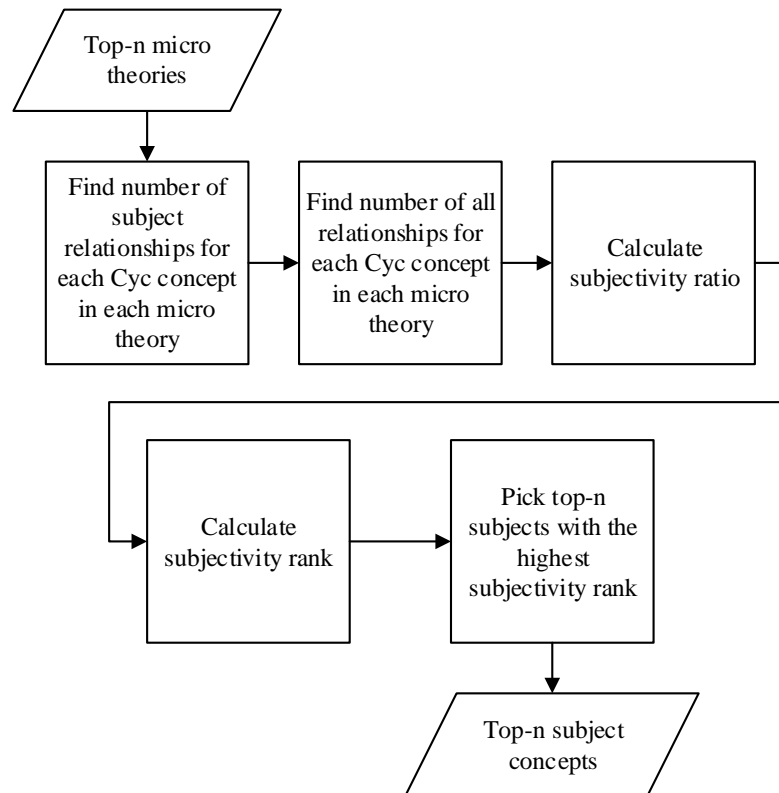 Top-n micro
theories
Find number of
subject
relationships for
each Cyc concept
in each micro
theory
Find number of all
relationships for
each Cyc concept
in each micro
theory
Calculate
subjectivity ratio
Calculate
subjectivity rank
Pick top-n
subjects with the
highest
subjectivity rank
Top-n subject
concepts